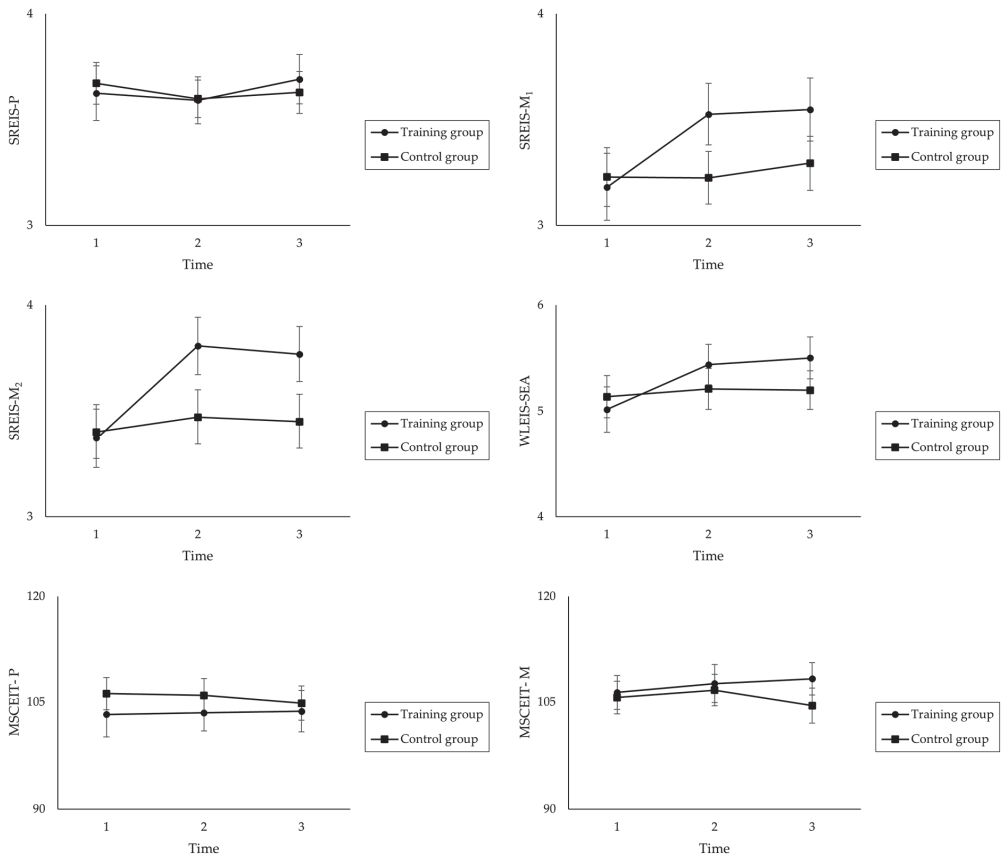 4
SREIS-P
3
1 2 3
Time
Training group
Control group
4
SREIS-M1
3
1 2 3
Time
Training group
Control group
4
SREIS-M2
3
1 2 3
Time
Training group
Control group
6
5
WLEIS-SEA
4
1 2 3
Time
Training group
Control group
120
105
MSCEIT- P
90
1 2 3
Time
Training group
Control group
120
105
MSCEIT- M
90
1 2 3
Time
Training group
Control group